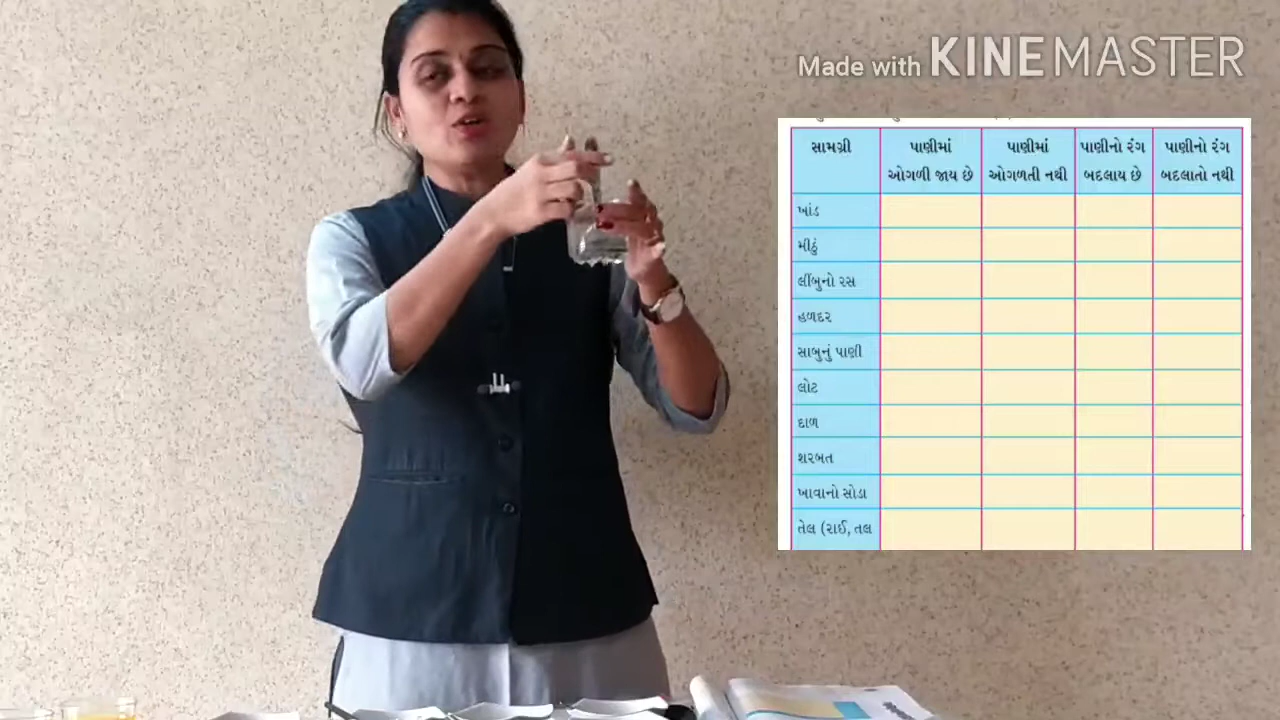 Made with KINEMASTER
સામગ્રી
પાણીમાં ઓગળી જાય છે
પાણીમાં ઓગળતી નથી
પાણીનો રંગ બદલાય છે
પાણીનો રંગ બદલાતો નથી
ખાંડ
મીઠું
લીંબુનો રસ
હળદર
સાબુનું પાણી
લોટ
દાળ
શરબત
ખાવાનો સોડા
તેલ (રાઈ, તલ